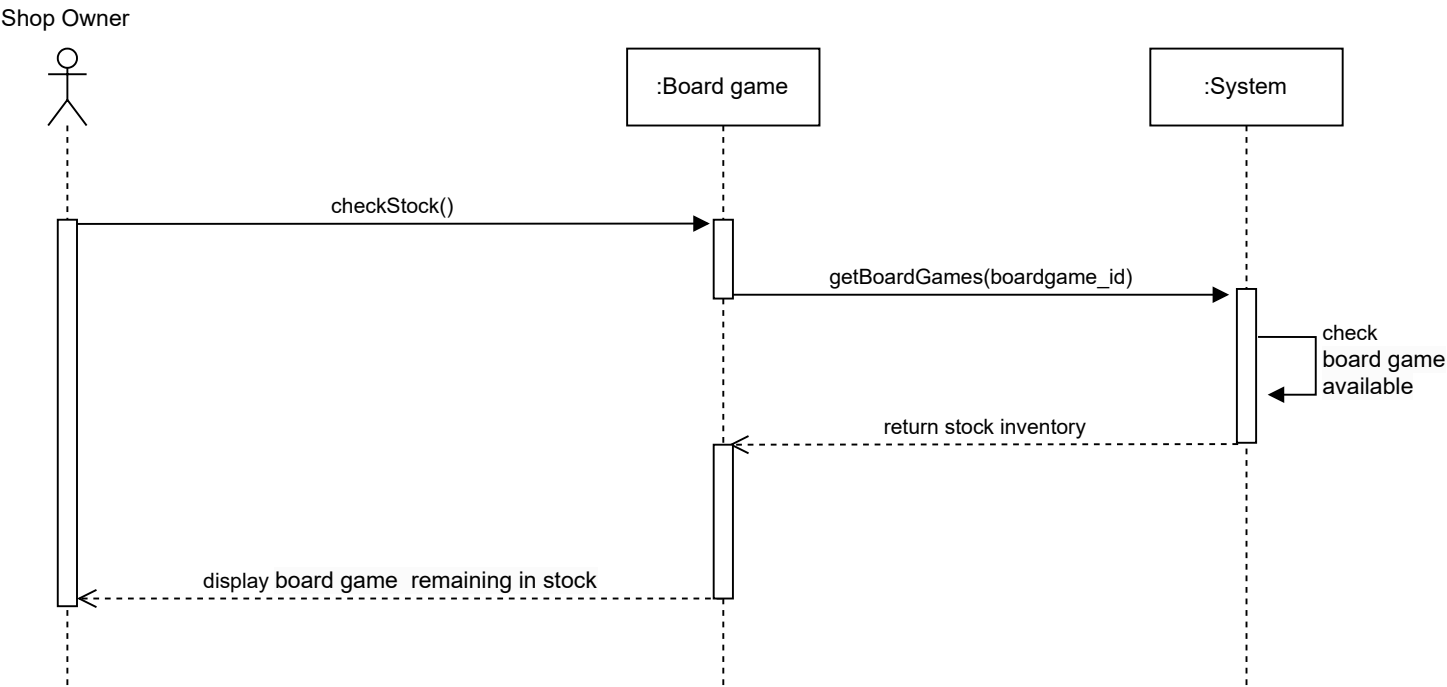 Shop Owner
:Board game
:System
checkStock()
getBoardGames(boardgame_id)
check
board game
available
return stock inventory
display board game  remaining in stock